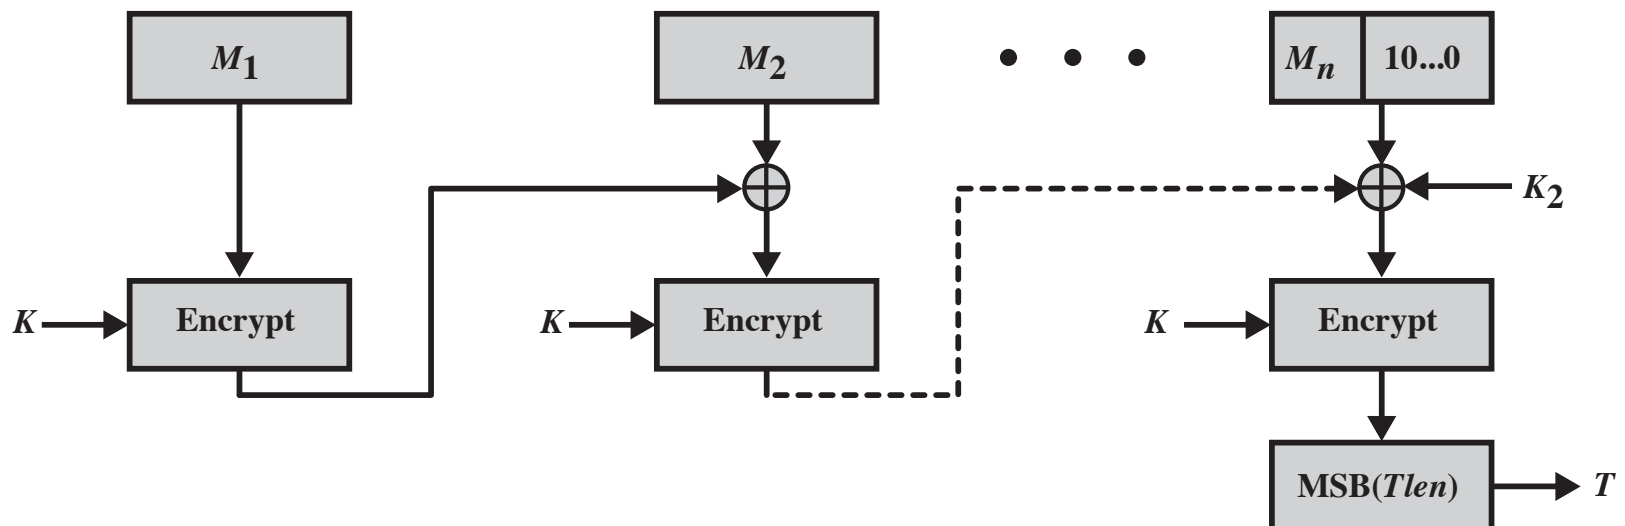 M1
M2
Mn 10...0
K2
K Encrypt
K Encrypt
K Encrypt
MSB(Tlen) T